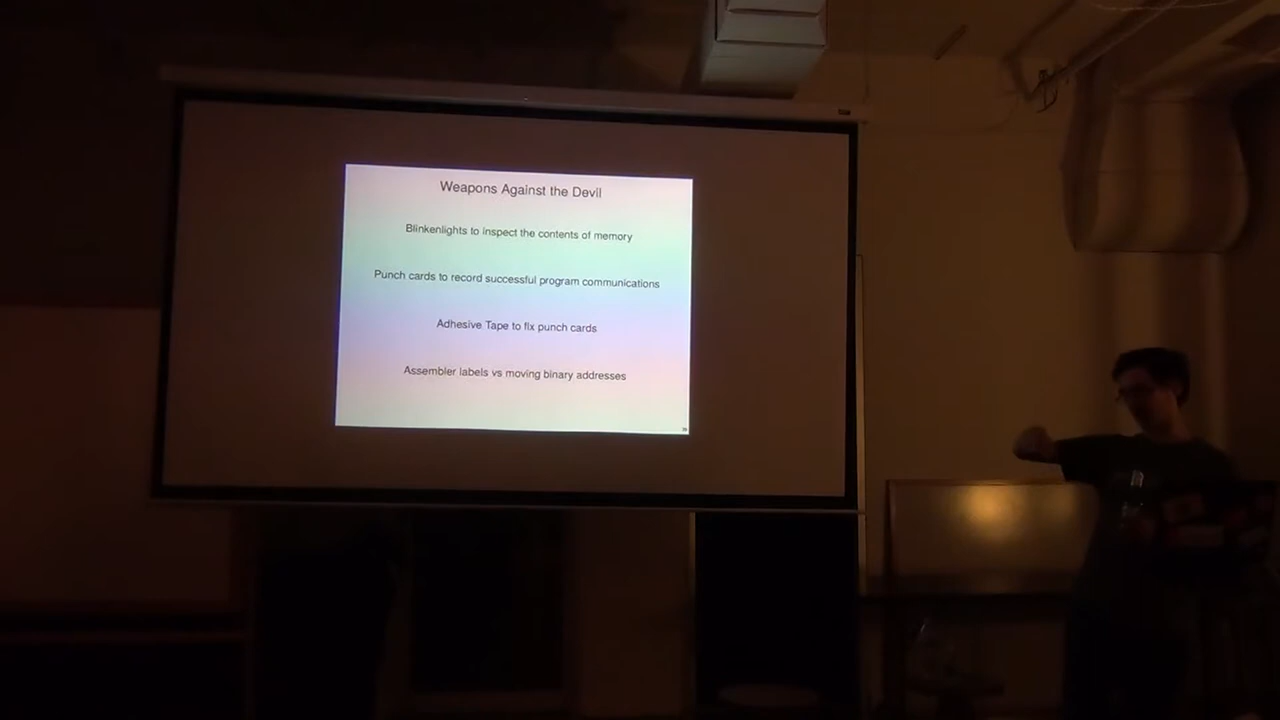 Weapons Against the Devil
Blinkenlights to inspect the contents of memory
Punch cards to record successful program communications
Adhesive Tape to fix punch cards
Assembler labels vs moving binary addresses